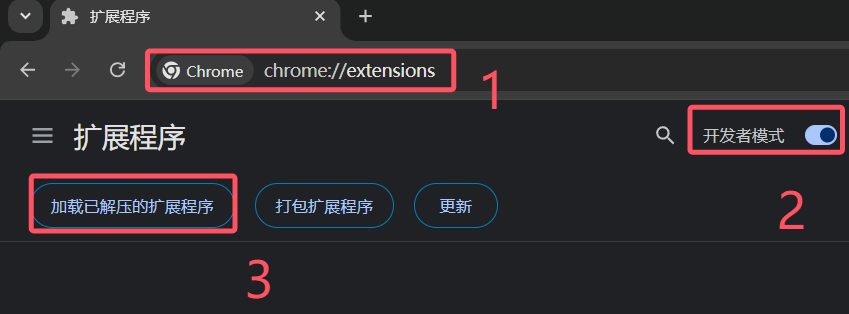 扩展程序
Chrome chrome://extensions
1
扩展程序
开发者模式
2
加载已解压的扩展程序 打包扩展程序 更新
3